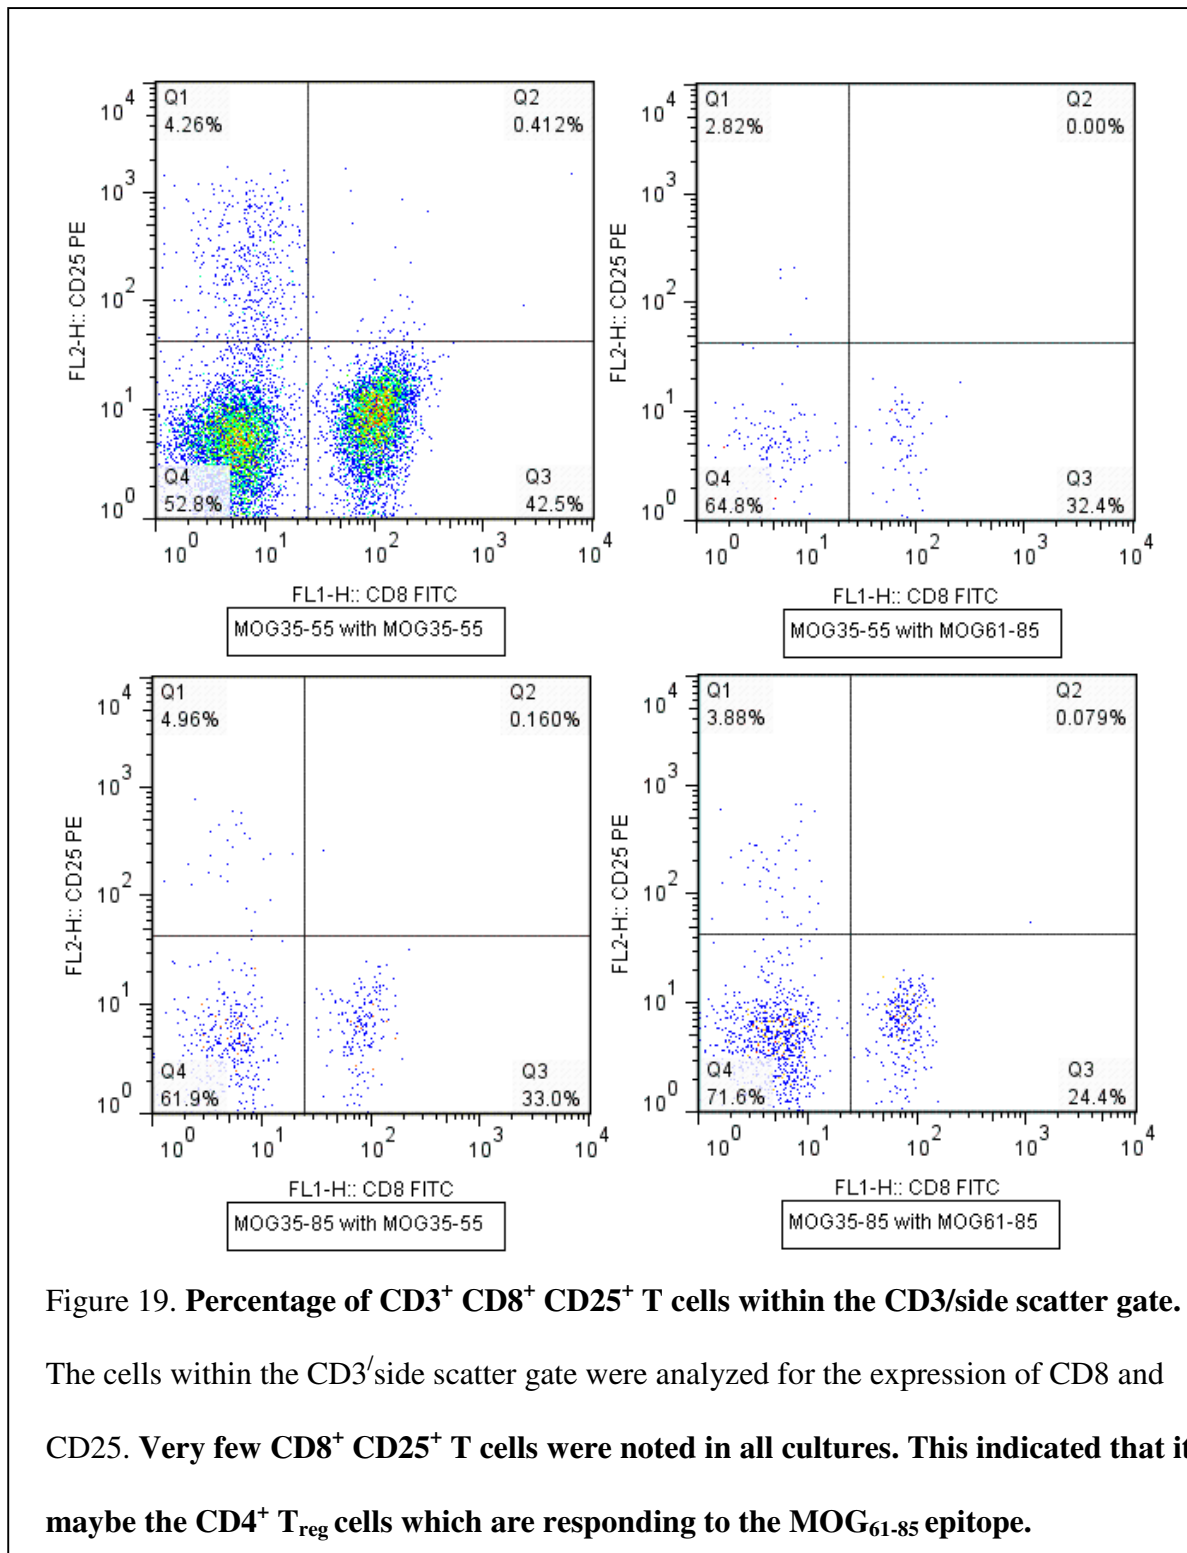 Q1
4.26%
Q2
0.412%
10^4
10^3
10^2
10^1
10^0
FL2-H:: CD25 PE
Q4
52.8%
Q3
42.5%
10^0 10^1 10^2 10^3 10^4
FL1-H:: CD8 FITC
MOG35-55 with MOG35-55
Q1
2.82%
Q2
0.00%
10^4
10^3
10^2
10^1
10^0
FL2-H:: CD25 PE
Q4
64.8%
Q3
32.4%
10^0 10^1 10^2 10^3 10^4
FL1-H:: CD8 FITC
MOG35-55 with MOG61-85
Q1
4.96%
Q2
0.160%
10^4
10^3
10^2
10^1
10^0
FL2-H:: CD25 PE
Q4
61.9%
Q3
33.0%
10^0 10^1 10^2 10^3 10^4
FL1-H:: CD8 FITC
MOG35-85 with MOG35-55
Q1
3.88%
Q2
0.079%
10^4
10^3
10^2
10^1
10^0
FL2-H:: CD25 PE
Q4
71.6%
Q3
24.4%
10^0 10^1 10^2 10^3 10^4
FL1-H:: CD8 FITC
MOG35-85 with MOG61-85
Figure 19. Percentage of CD3⁺ CD8⁺ CD25⁺ T cells within the CD3/side scatter gate.
The cells within the CD3/side scatter gate were analyzed for the expression of CD8 and
CD25. Very few CD8⁺ CD25⁺ T cells were noted in all cultures. This indicated that it
maybe the CD4⁺ Treg cells which are responding to the MOG₆₁₋₈₅ epitope.